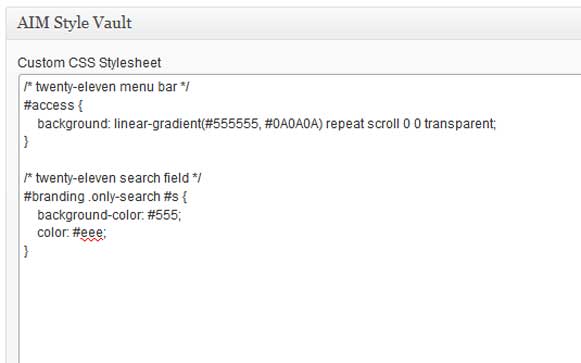 AIM Style Vault
Custom CSS Stylesheet
/* twenty-eleven menu bar */
#access {
    background: linear-gradient(#555555, #0A0A0A) repeat scroll 0 0 transparent;
}

/* twenty-eleven search field */
#branding .only-search #s {
    background-color: #555;
    color: #eee;
}